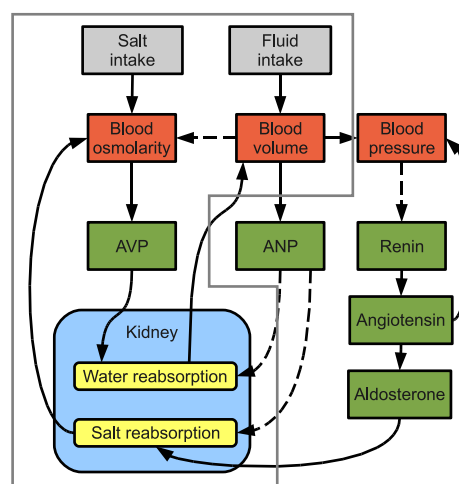 Salt
intake
Fluid
intake
Blood
osmolarity
Blood
volume
Blood
pressure
AVP
ANP
Renin
Kidney
Angiotensin
Water reabsorption
Aldosterone
Salt reabsorption